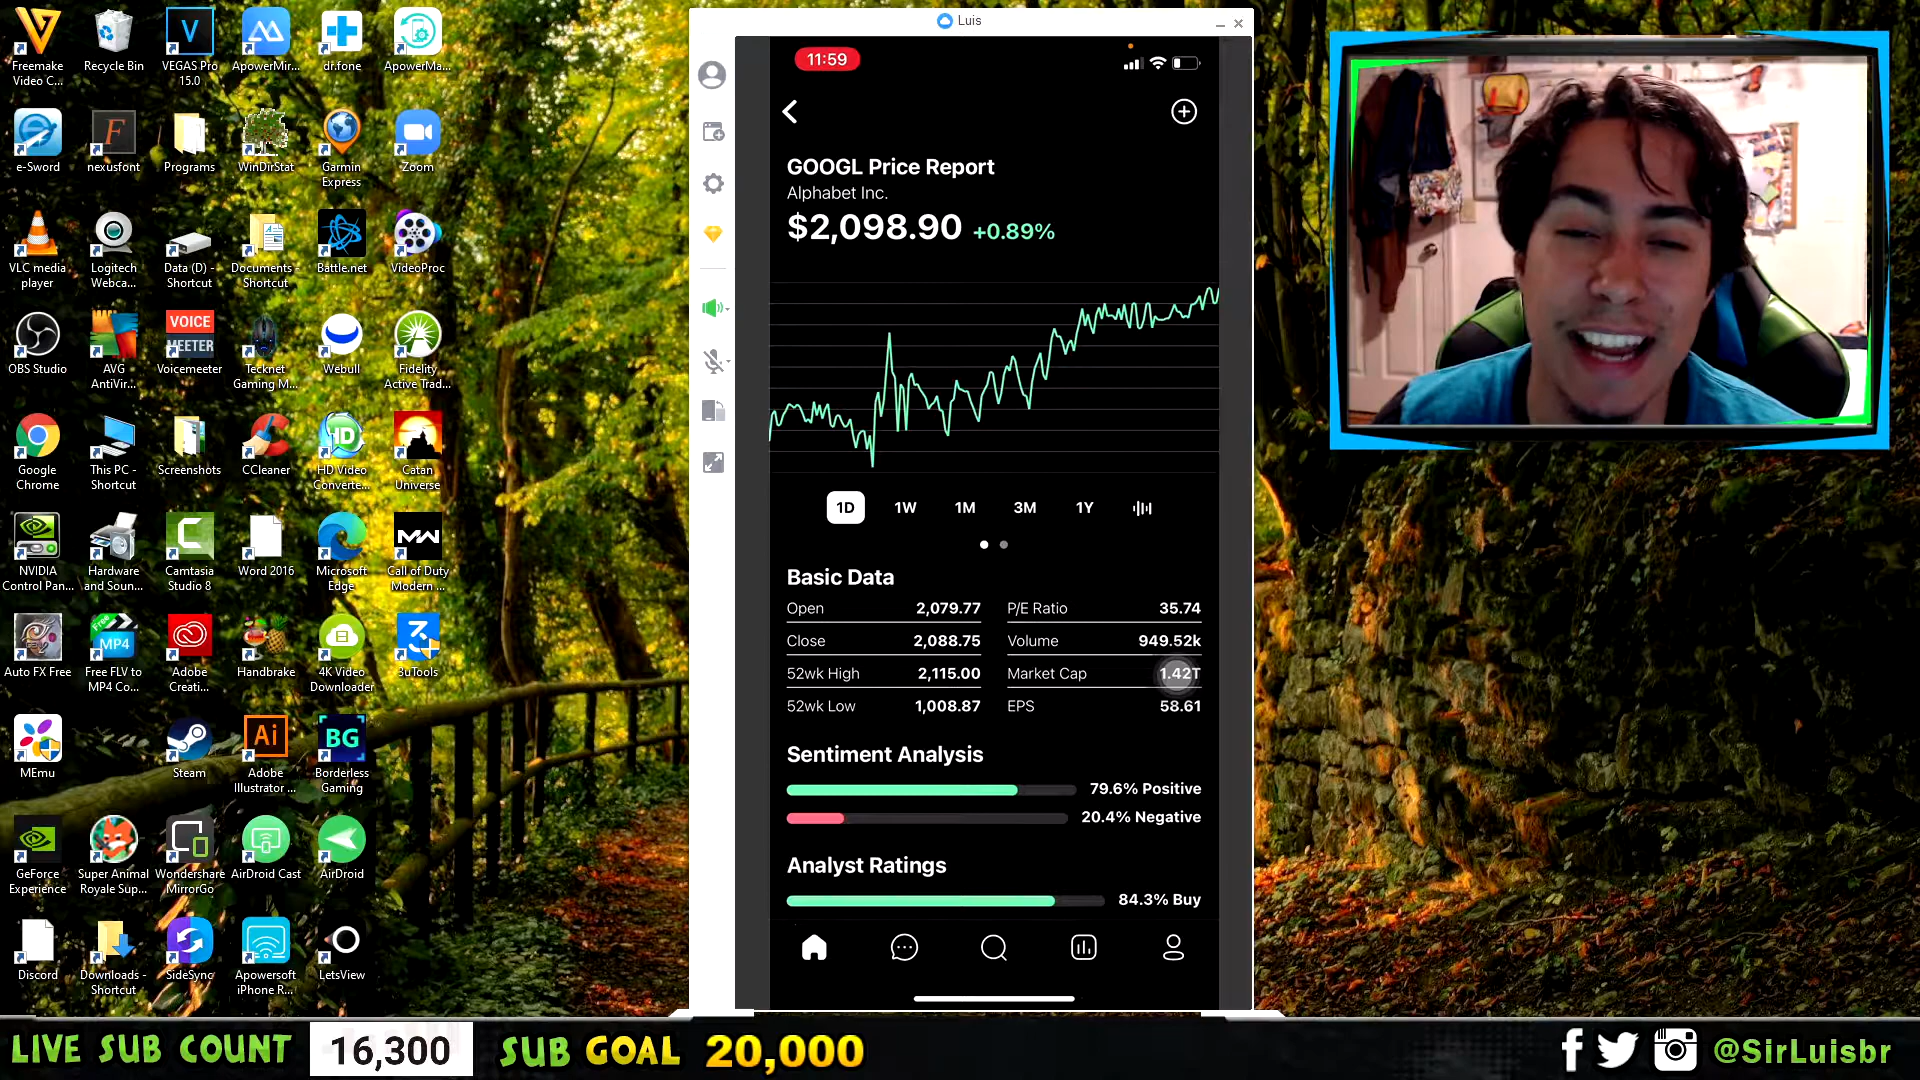 Freemake
Video C...
Recycle Bin
VEGAS Pro
15.0
ApowerMir...
dr.fone
ApowerMa...
e-Sword
nexusfont
Programs
WinDirStat
Garmin
Express
Zoom
VLC media
player
Logitech
Webca...
Data (D) -
Shortcut
Documents -
Shortcut
Battle.net
VideoProc
OBS Studio
AVG
AntiVir...
VOICE
MEETER
Voicemeeter
Tecknet
Gaming M...
Webull
Fidelity
Active Trad...
Google
Chrome
This PC -
Shortcut
Screenshots
CCleaner
HD
HD Video
Converte...
Catan
Universe
NVIDIA
Control Pan...
Hardware
and Soun...
Camtasia
Studio 8
Word 2016
Microsoft
Edge
MW
Call of Duty
Modern ...
Auto FX Free
Free
MP4
Free FLV to
MP4 Co...
Adobe
Creati...
Handbrake
4K Video
Downloader
3uTools
MEmu
Steam
Ai
Adobe
Illustrator ...
BG
Borderless
Gaming
GeForce
Experience
Super Animal
Royale Sup...
Wondershare
MirrorGo
AirDroid Cast
AirDroid
Discord
Downloads -
Shortcut
SideSync
Apowersoft
iPhone R...
LetsView
Luis
11:59
GOOGL Price Report
Alphabet Inc.
$2,098.90 +0.89%
1D 1W 1M 3M 1Y
Basic Data
Open 2,079.77 P/E Ratio 35.74
Close 2,088.75 Volume 949.52k
52wk High 2,115.00 Market Cap 1.42T
52wk Low 1,008.87 EPS 58.61
Sentiment Analysis
79.6% Positive
20.4% Negative
Analyst Ratings
84.3% Buy
LIVE SUB COUNT 16,300 SUB GOAL 20,000 @SirLuisbr